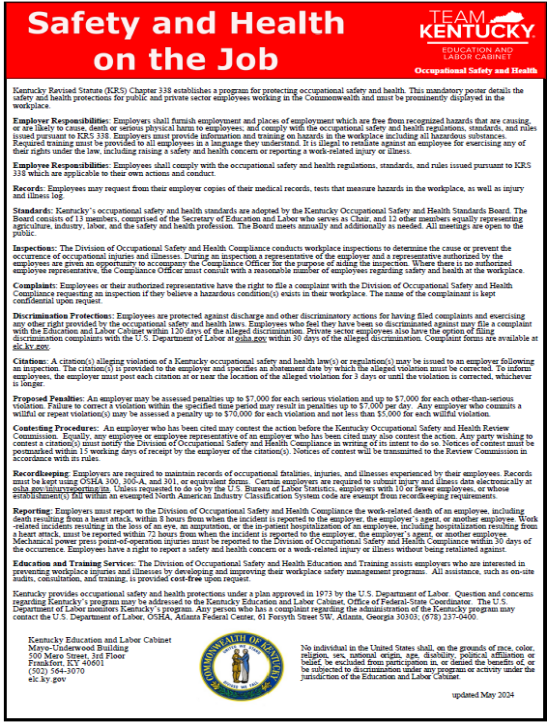 Safety and Health
on the Job
TEAM
KENTUCKY
EDUCATION AND
LABOR CABINET
Occupational Safety and Health
Kentucky Revised Statute (KRS) Chapter 338 establishes a program for protecting occupational safety and health. This mandatory poster details the
safety and health protections for public and private sector employees working in the Commonwealth and must be prominently displayed in the
workplace.
Employer Responsibilities: Employers shall furnish employment and places of employment which are free from recognized hazards that are causing,
or are likely to cause, death or serious physical harm to employees; and comply with the occupational safety and health regulations, standards, and rules
issued pursuant to KRS 338. Employers must provide information and training on hazards in the workplace including all hazardous substances.
Required training must be provided to all employees in a language they understand. It is illegal to retaliate against an employee for exercising any of
their rights under the law, including raising a safety and health concern or reporting a work-related injury or illness.
Employee Responsibilities: Employees shall comply with the occupational safety and health regulations, standards, and rules issued pursuant to KRS
338 which are applicable to their own actions and conduct.
Records: Employees may request from their employer copies of their medical records, tests that measure hazards in the workplace, as well as injury
and illness log.
Standards: Kentucky's occupational safety and health standards are adopted by the Kentucky Occupational Safety and Health Standards Board. The
Board consists of 13 members, comprised of the Secretary of Education and Labor who serves as Chair, and 12 other members equally representing
agriculture, industry, labor, and the safety and health profession. The Board meets annually and additionally as needed. All meetings are open to the
public.
Inspections: The Division of Occupational Safety and Health Compliance conducts workplace inspections to determine the cause or prevent the
occurrence of occupational injuries and illnesses. During an inspection a representative of the employer and a representative authorized by the
employees are given an opportunity to accompany the Compliance Officer for the purpose of aiding the inspection. Where there is no authorized
employee representative, the Compliance Officer must consult with a reasonable number of employees regarding safety and health at the workplace.
Complaints: Employees or their authorized representative have the right to file a complaint with the Division of Occupational Safety and Health
Compliance requesting an inspection if they believe a hazardous condition(s) exists in their workplace. The name of the complainant is kept
confidential upon request.
Discrimination Protections: Employees are protected against discharge and other discriminatory actions for having filed complaints and exercising
any other right provided by the occupational safety and health laws. Employees who feel they have been so discriminated against may file a complaint
with the Education and Labor Cabinet within 120 days of the alleged discrimination. Private sector employees also have the option of filing
discrimination complaints with the U.S. Department of Labor at osha.gov within 30 days of the alleged discrimination. Complaint forms are available at
elc.ky.gov.
Citations: A citation(s) alleging violation of a Kentucky occupational safety and health law(s) or regulation(s) may be issued to an employer following
an inspection. The citation(s) is provided to the employer and specifies an abatement date by which the alleged violation must be corrected. To inform
employees, the employer must post each citation at or near the location of the alleged violation for 3 days or until the violation is corrected, whichever
is longer.
Proposed Penalties: An employer may be assessed penalties up to $7,000 for each serious violation and up to $7,000 for each other-than-serious
violation. Failure to correct a violation within the specified time period may result in penalties up to $7,000 per day. Any employer who commits a
willful or repeat violation(s) may be assessed a penalty up to $70,000 for each violation and not less than $5,000 for each willful violation.
Contesting Procedures: An employer who has been cited may contest the action before the Kentucky Occupational Safety and Health Review
Commission. Equally, any employee or employee representative of an employer who has been cited may also contest the action. Any party wishing to
contest a citation(s) must notify the Division of Occupational Safety and Health Compliance in writing of its intent to do so. Notices of contest must be
postmarked within 15 working days of receipt by the employer of the citation(s). Notices of contest will be transmitted to the Review Commission in
accordance with its rules.
Recordkeeping: Employers are required to maintain records of occupational fatalities, injuries, and illnesses experienced by their employees. Records
must be kept using OSHA 300, 300-A, and 301, or equivalent forms. Certain employers are required to submit injury and illness data electronically at
osha.gov/injuryreporting/ita. Unless requested to do so by the U.S. Bureau of Labor Statistics, employers with 10 or fewer employees, or whose
establishment(s) fall within an exempted North American Industry Classification System code are exempt from recordkeeping requirements.
Reporting: Employers must report to the Division of Occupational Safety and Health Compliance the work-related death of an employee, including
death resulting from a heart attack, within 8 hours from when the incident is reported to the employer, the employer's agent, or another employee. Work
-related incidents resulting in the loss of an eye, an amputation, or the in-patient hospitalization of an employee, including hospitalization resulting from
a heart attack, must be reported within 72 hours from when the incident is reported to the employer, the employer's agent, or another employee.
Mechanical power press point-of-operation injuries must be reported to the Division of Occupational Safety and Health Compliance within 30 days of
the occurrence. Employees have a right to report a safety and health concern or a work-related injury or illness without being retaliated against.
Education and Training Services: The Division of Occupational Safety and Health Education and Training assists employers who are interested in
preventing workplace injuries and illnesses by developing and improving their workplace safety management programs. All assistance, such as on-site
audits, consultation, and training, is provided cost-free upon request.
Kentucky provides occupational safety and health protections under a plan approved in 1973 by the U.S. Department of Labor. Question and concerns
regarding Kentucky's program may be addressed to the Kentucky Education and Labor Cabinet, Office of Federal-State Coordinator. The U.S.
Department of Labor monitors Kentucky's program. Any person who has a complaint regarding the administration of the Kentucky program may
contact the U.S. Department of Labor, OSHA, Atlanta Federal Center, 61 Forsyth Street SW, Atlanta, Georgia 30303; (678) 237-0400.
Kentucky Education and Labor Cabinet
Mayo-Underwood Building
500 Mero Street, 3rd Floor
Frankfort, KY 40601
(502) 564-3070
elc.ky.gov
COMMONWEALTH OF KENTUCKY
No individual in the United States shall, on the grounds of race, color,
religion, sex, national origin, age, disability, political affiliation or
belief, be excluded from participation in, or denied the benefits of, or
be subjected to discrimination under any program or activity under the
jurisdiction of the Education and Labor Cabinet.
updated May 2024